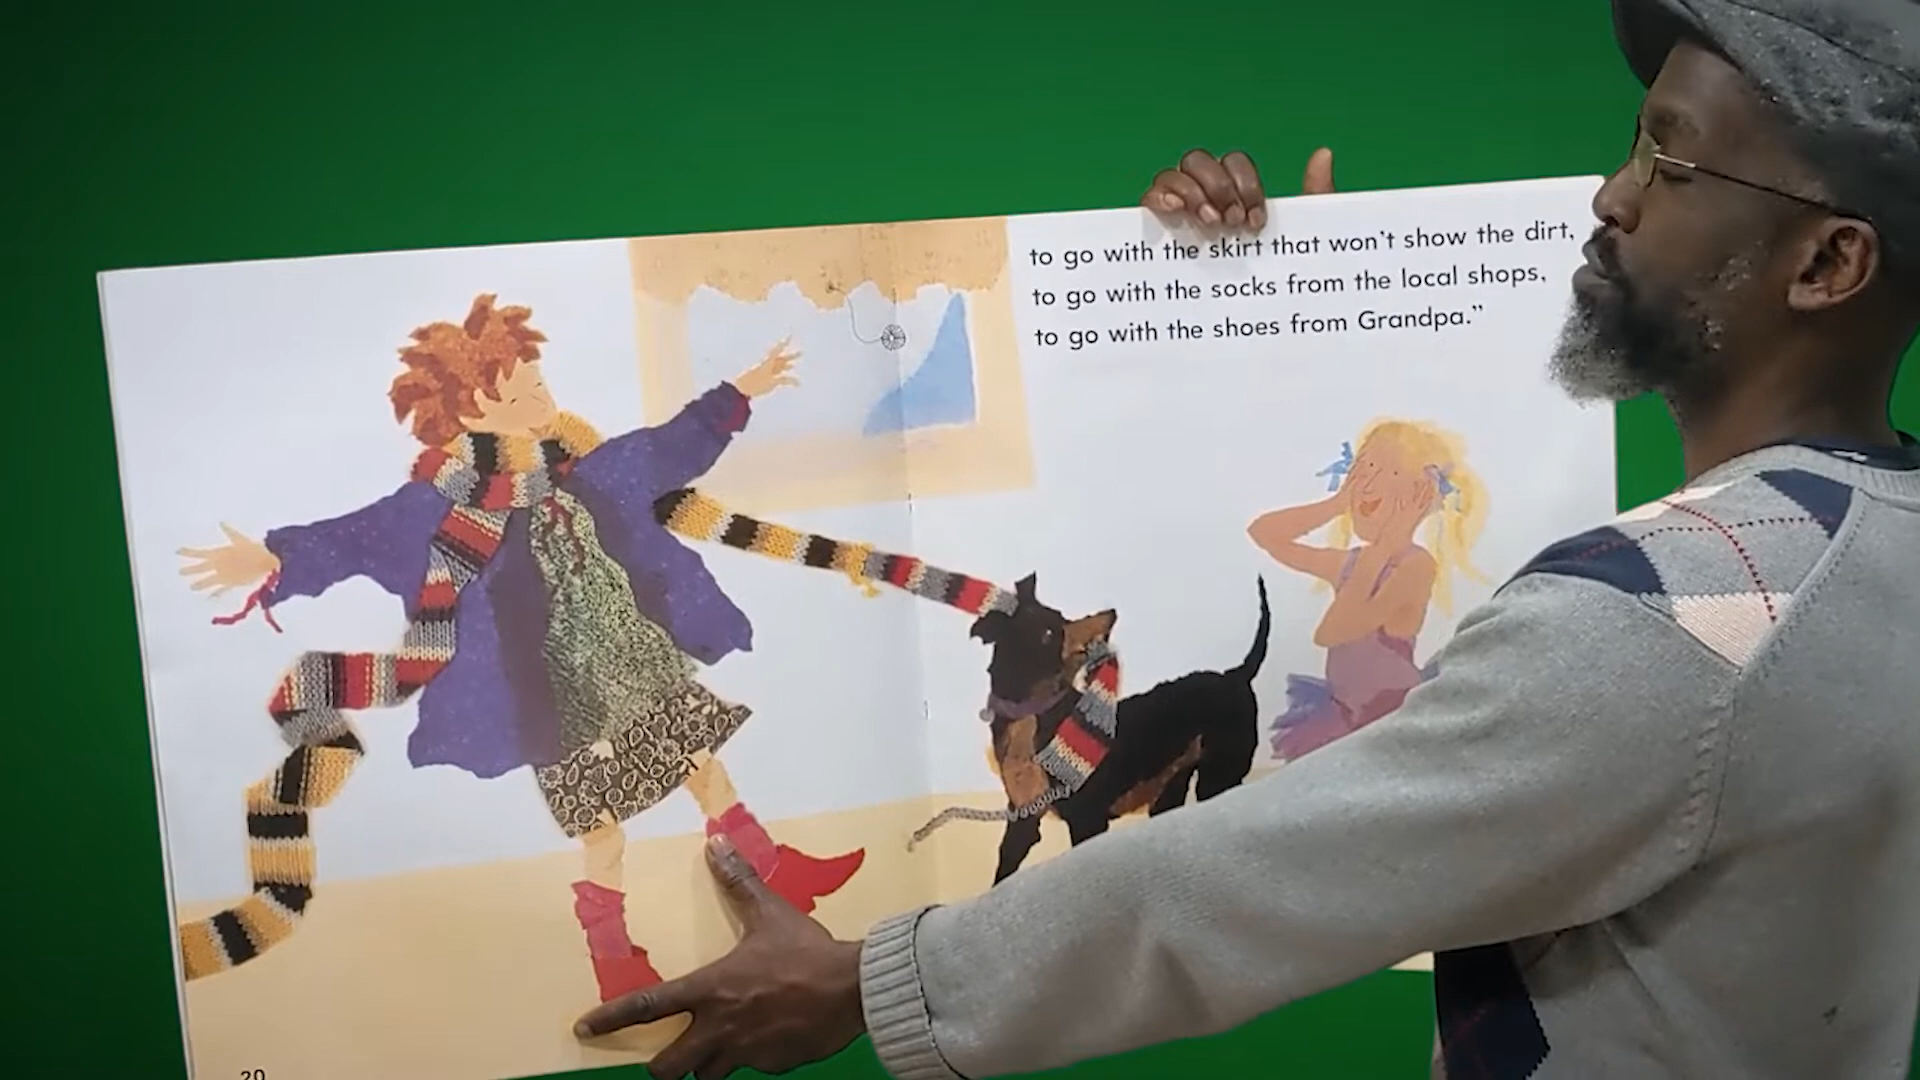 to go with the skirt that won't show the dirt,
to go with the socks from the local shops,
to go with the shoes from Grandpa."
20